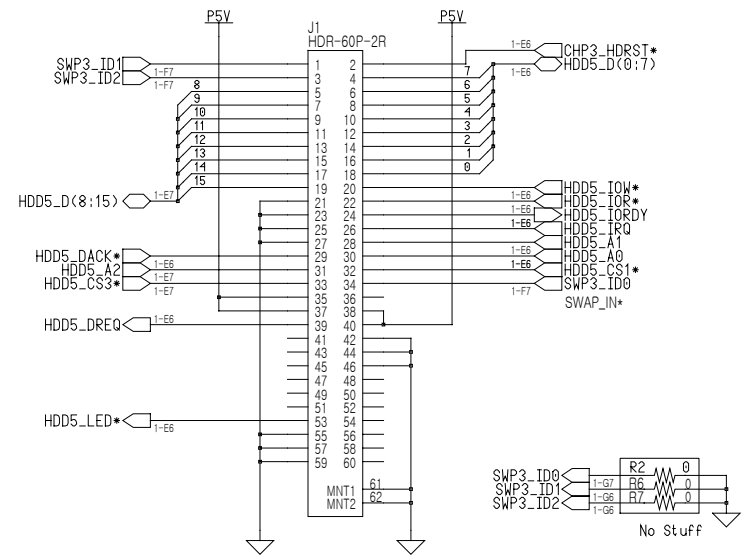 P5V
P5V
J1
HDR-60P-2R
SWP3_ID1
1-F7
SWP3_ID2
1-F7
1-E6
CHP3_HDRST*
1-E6
HDD5_D(0:7)
1 2
3 4
5 6
7 8
9 10
11 12
13 14
15 16
17 18
19 20
21 22
23 24
25 26
27 28
29 30
31 32
33 34
35 36
37 38
39 40
41 42
43 44
45 46
47 48
49 50
51 52
53 54
55 56
57 58
59 60
MNT1 61
MNT2 62
8
9
10
11
12
13
14
15
7
6
5
4
3
2
1
0
HDD5_D(8:15)
1-E7
HDD5_IOW*
1-E6
HDD5_IOR*
1-E6
HDD5_IORDY
1-E6
HDD5_IRQ
HDD5_A1
1-E6
HDD5_A0
1-E6
HDD5_CS1*
SWP3_ID0
1-F7
SWAP_IN*
HDD5_DACK*
HDD5_A2
1-E6
1-E7
HDD5_CS3*
1-E7
HDD5_DREQ
1-E6
HDD5_LED*
1-E6
SWP3_ID0
1-G7
R2 0
SWP3_ID1
1-G6
R6 0
SWP3_ID2
1-G6
R7 0
No Stuff